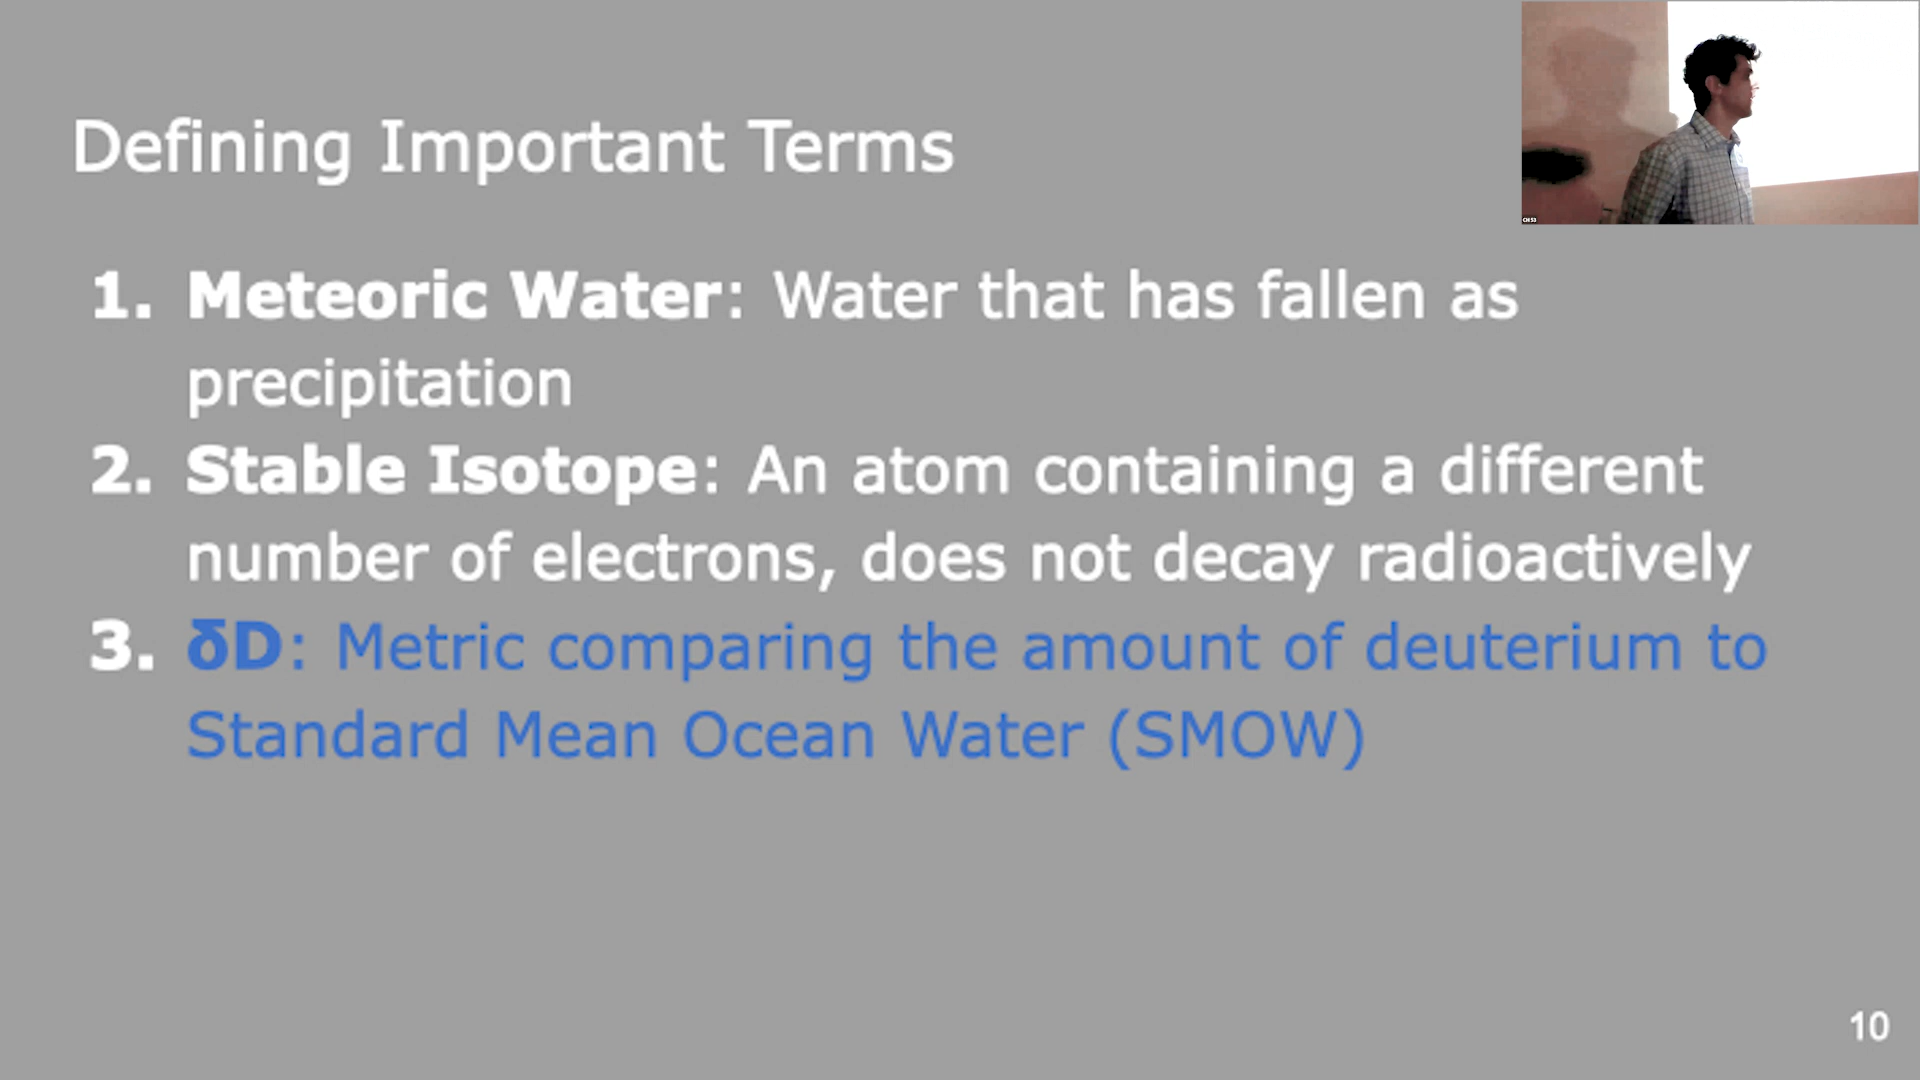 Defining Important Terms
1. Meteoric Water: Water that has fallen as
precipitation
2. Stable Isotope: An atom containing a different
number of electrons, does not decay radioactively
3. δD: Metric comparing the amount of deuterium to
Standard Mean Ocean Water (SMOW)
10